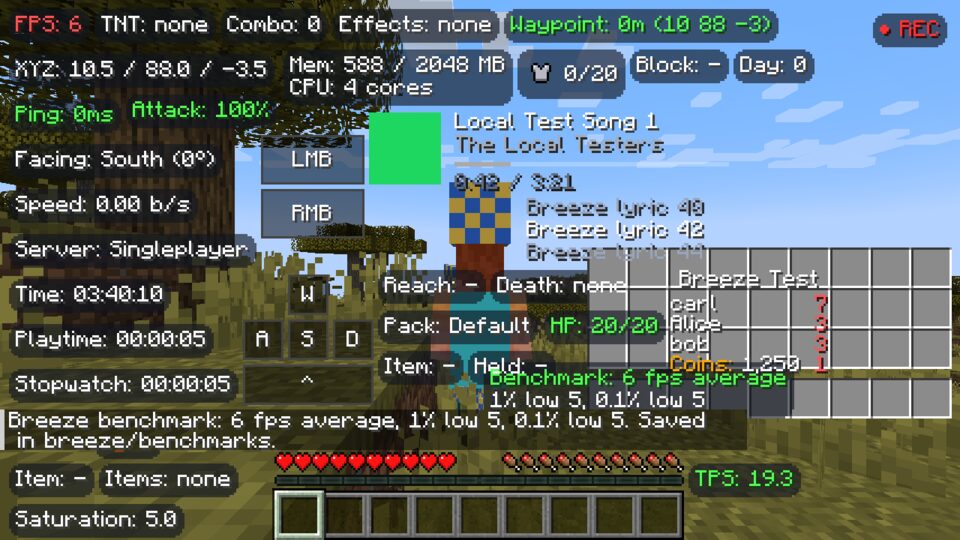 FPS: 6 TNT: none Combo: 0 Effects: none Waypoint: 0m (10 88 -3) REC
XYZ: 10.5 / 88.0 / -3.5 Mem: 588 / 2048 MB 0/20 Block: - Day: 0
CPU: 4 cores
Ping: 0ms Attack: 100%
Local Test Song 1
The Local Testers
Facing: South (0°) LMB
0:42 / 3:21
Speed: 0.00 b/s RMB
Breeze lyric 40
Breeze lyric 42
Breeze lyric 44
Server: Singleplayer
Breeze Test
Time: 03:40:10 W Reach: - Death: none
carl 7
Alice 3
bob 3
Coins: 1,250 1
Playtime: 00:00:05 A S D Pack: Default HP: 20/20
Item: - Held: -
Stopwatch: 00:00:05 ^
Benchmark: 6 fps average
1% low 5, 0.1% low 5
Breeze benchmark: 6 fps average, 1% low 5, 0.1% low 5. Saved
in breeze/benchmarks.
Item: - Items: none TPS: 19.3
Saturation: 5.0